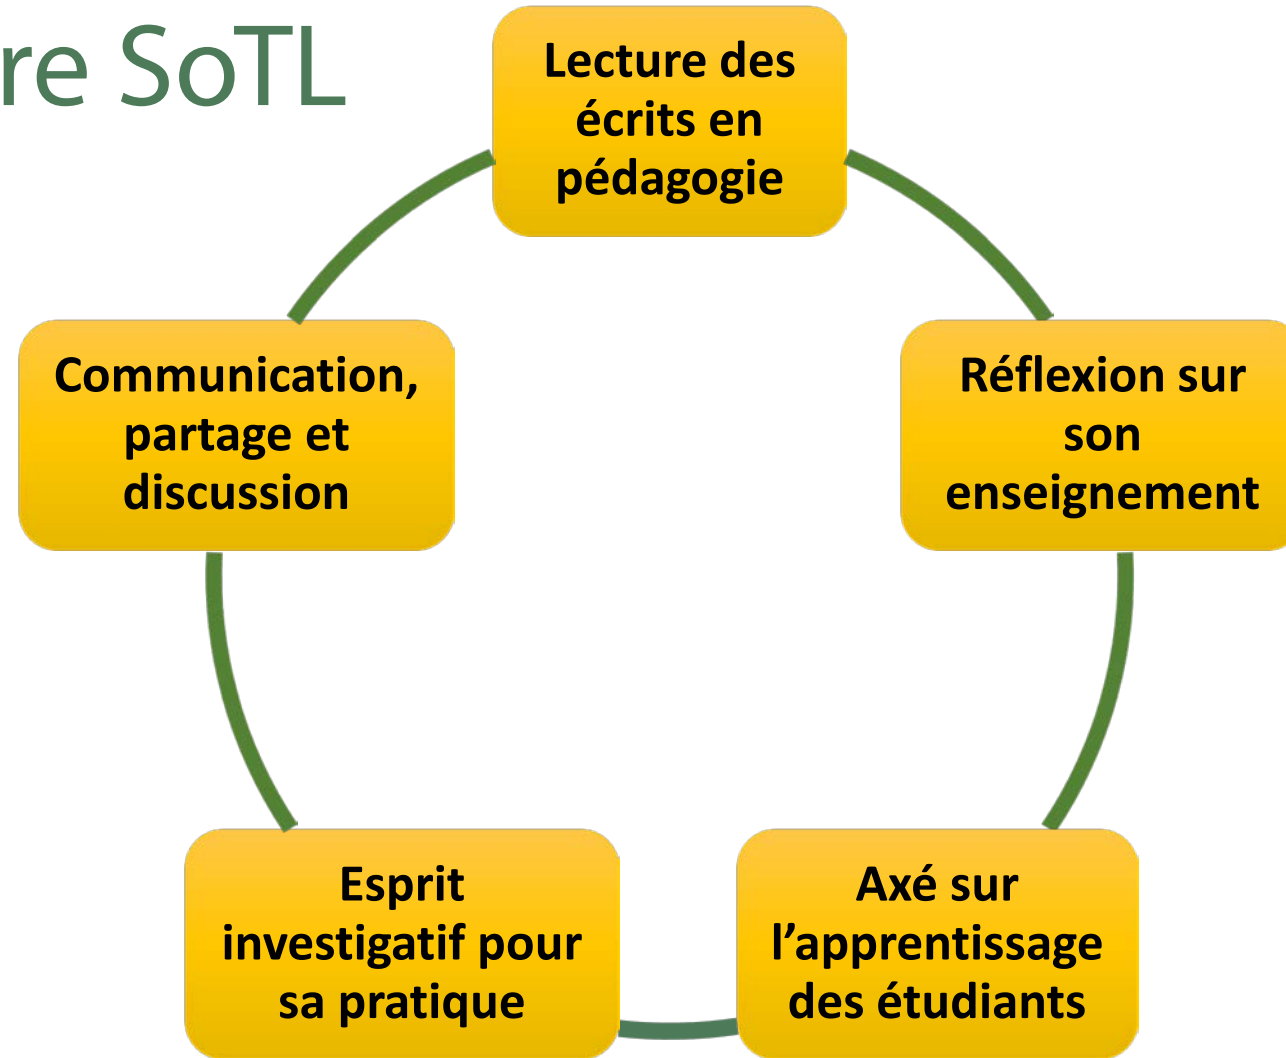 re SoTL
Lecture des
écrits en
pédagogie
Communication,
partage et
discussion
Réflexion sur
son
enseignement
Esprit
investigatif pour
sa pratique
Axé sur
l’apprentissage
des étudiants